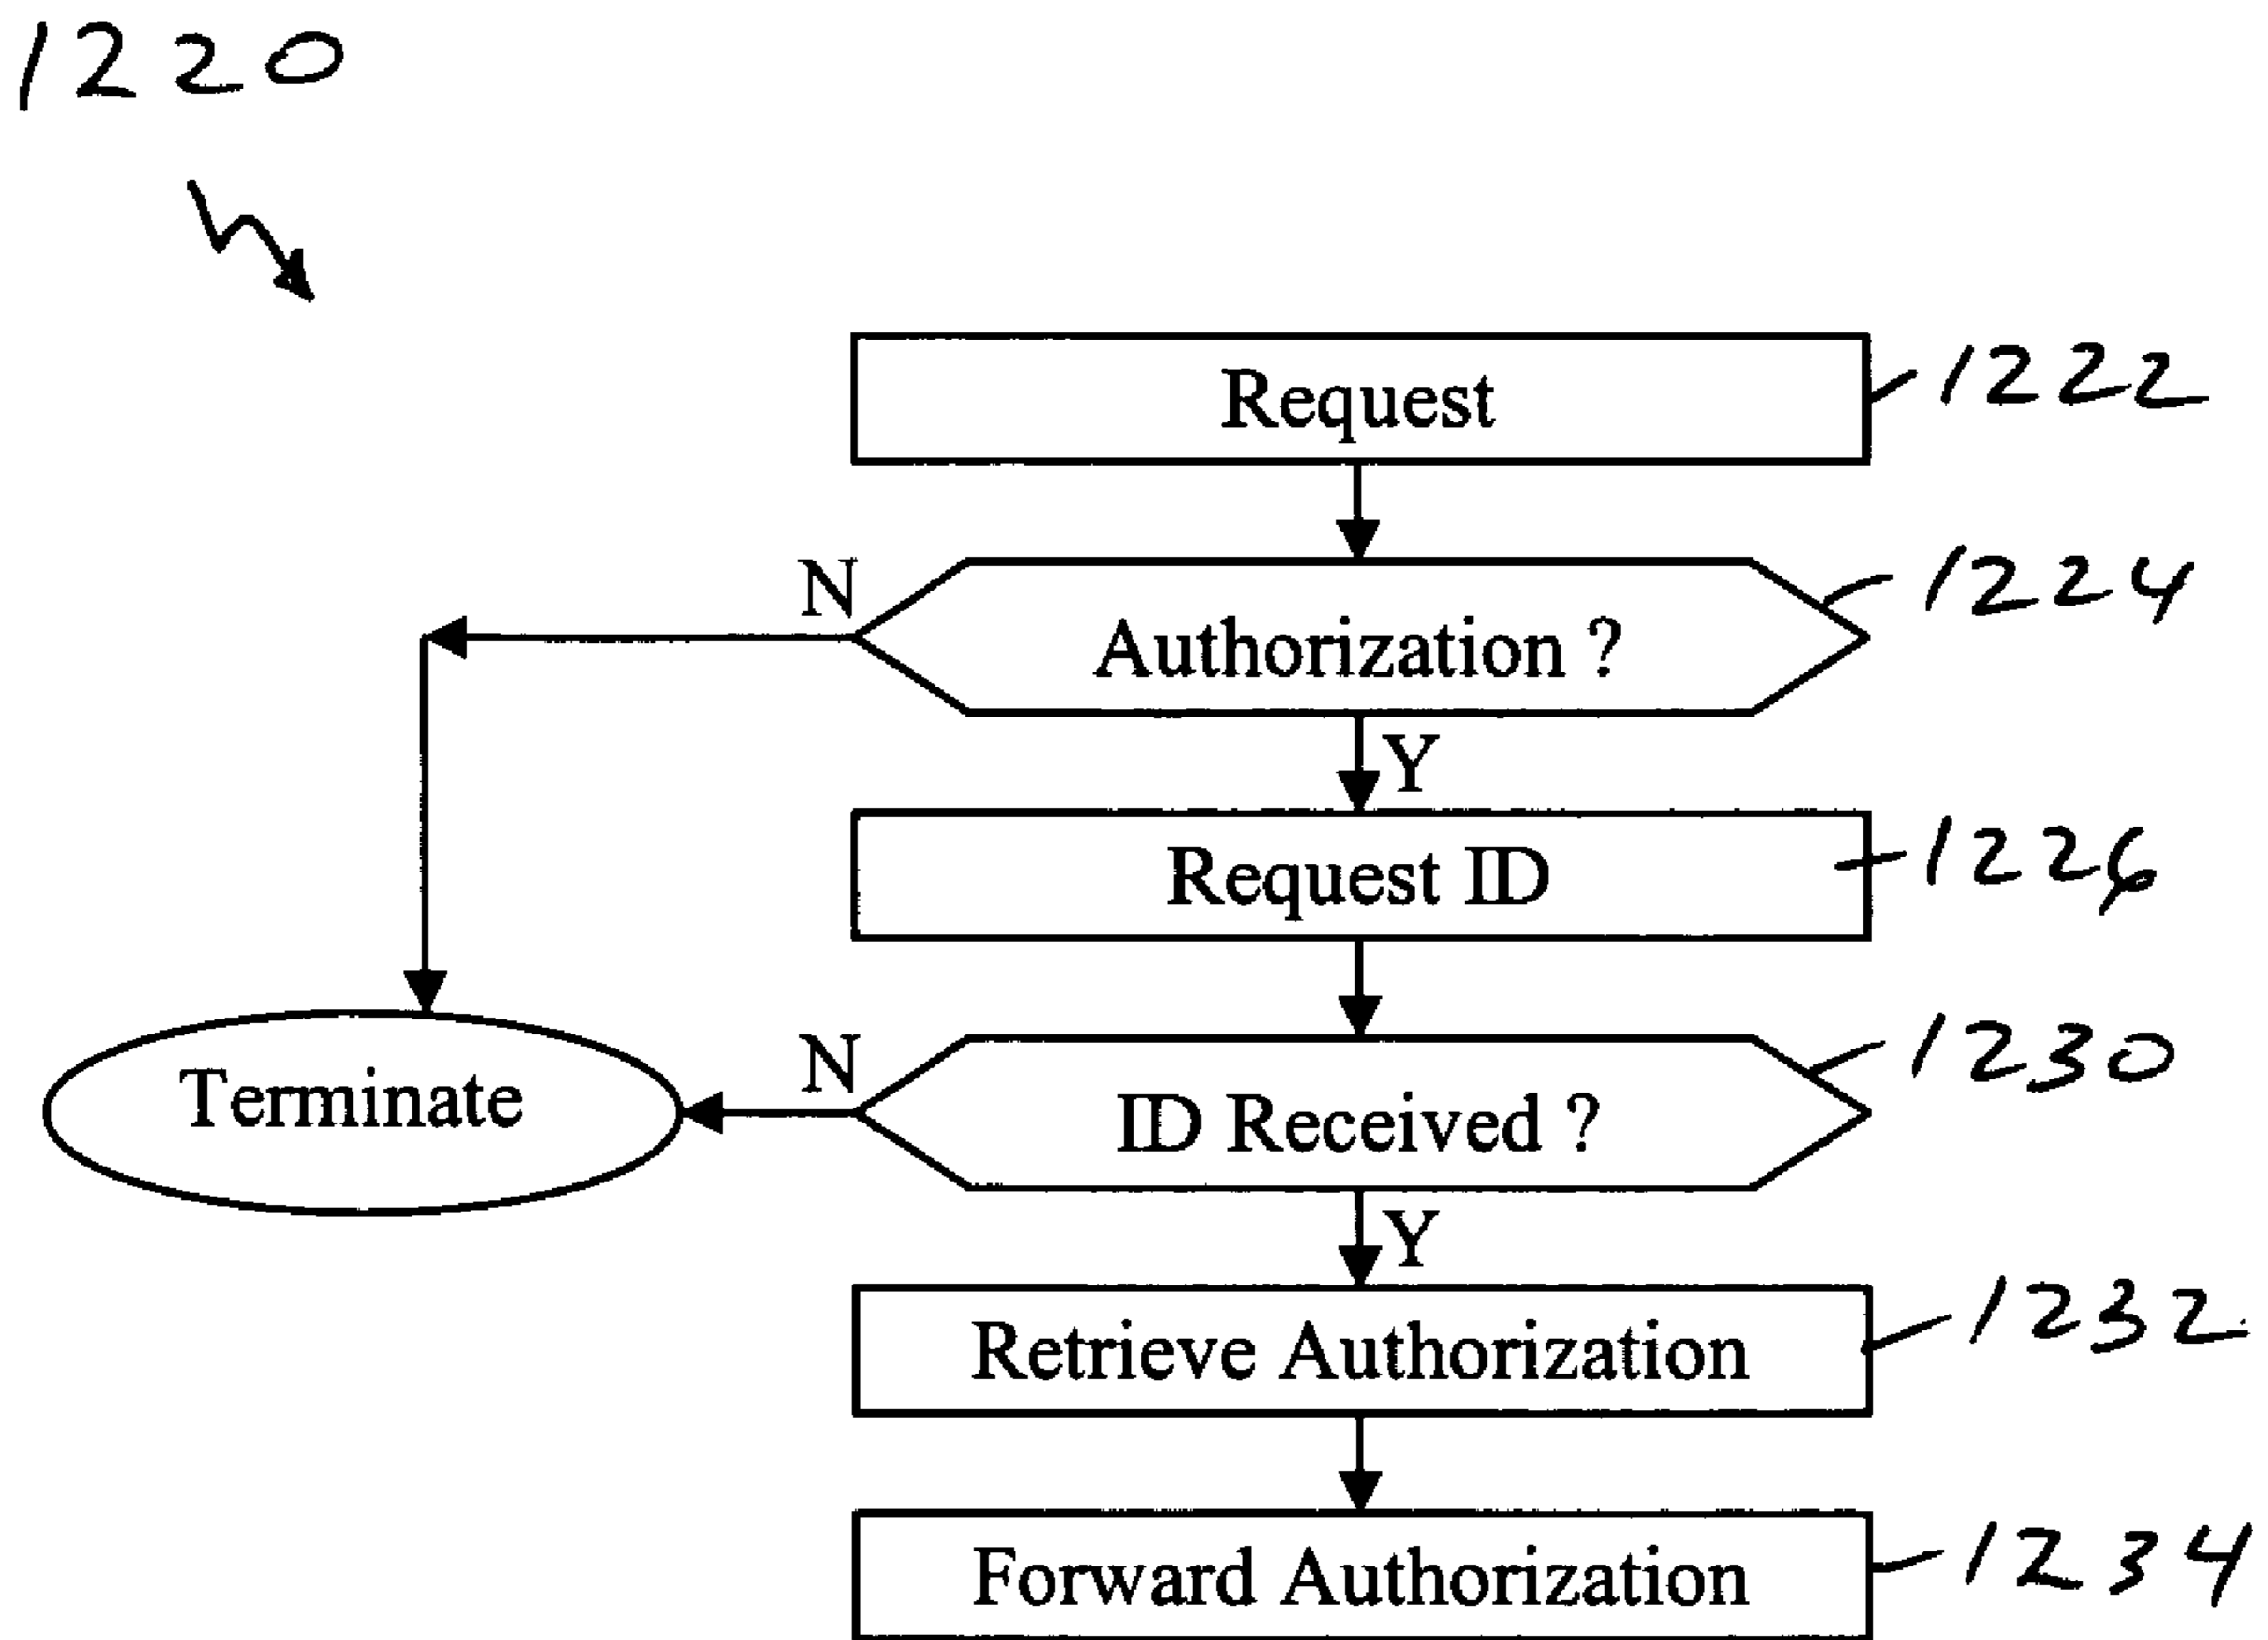 1220
Request
1222
N
Authorization ?
1224
Y
Request ID
1226
Terminate
N
ID Received ?
1230
Y
Retrieve Authorization
1232
Forward Authorization
1234